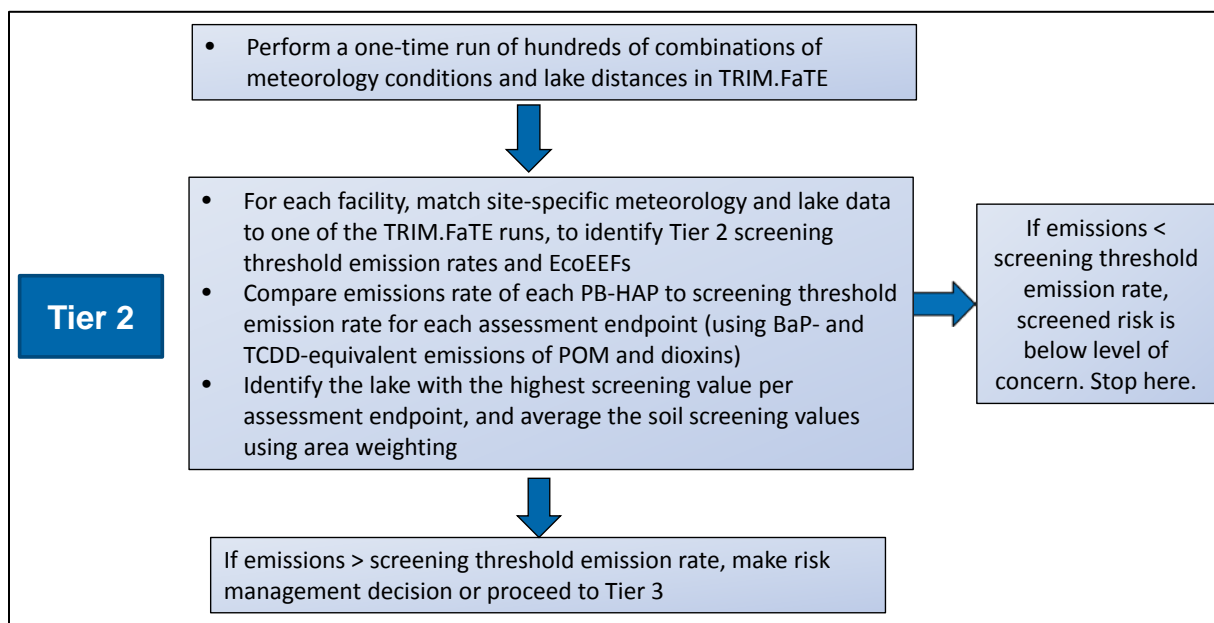 • Perform a one-time run of hundreds of combinations of
meteorology conditions and lake distances in TRIM.FaTE
Tier 2
• For each facility, match site-specific meteorology and lake data
to one of the TRIM.FaTE runs, to identify Tier 2 screening
threshold emission rates and EcoEEFs
• Compare emissions rate of each PB-HAP to screening threshold
emission rate for each assessment endpoint (using BaP- and
TCDD-equivalent emissions of POM and dioxins)
• Identify the lake with the highest screening value per
assessment endpoint, and average the soil screening values
using area weighting
If emissions <
screening threshold
emission rate,
screened risk is
below level of
concern. Stop here.
If emissions > screening threshold emission rate, make risk
management decision or proceed to Tier 3